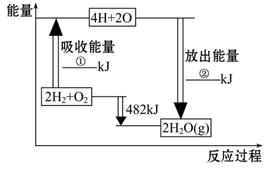 能量
4H+2O
吸收能量
①
kJ
放出能量
②
kJ
2H₂+O₂
482kJ
2H₂O(g)
反应过程